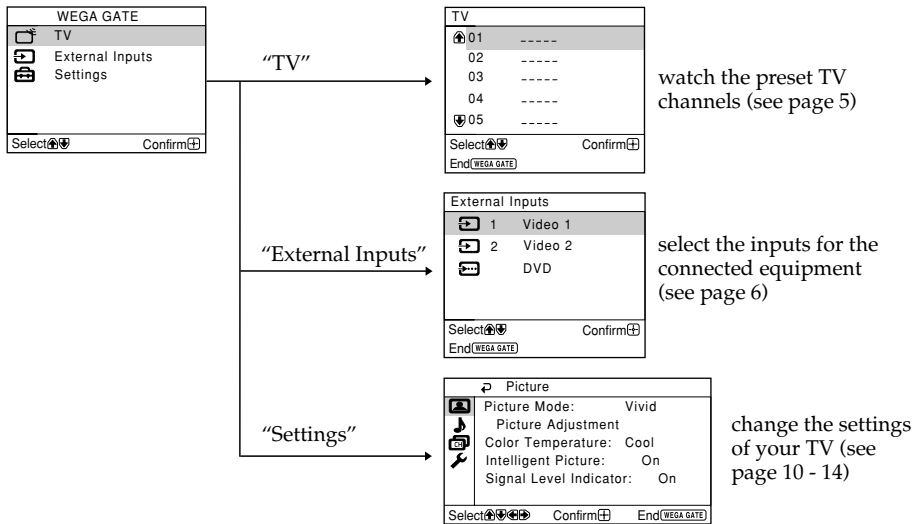 WEGA GATE
TV
External Inputs
Settings
Select Confirm
"TV"
TV
01 -----
02 -----
03 -----
04 -----
05 -----
Select Confirm
End WEGA GATE
watch the preset TV
channels (see page 5)
"External Inputs"
External Inputs
1 Video 1
2 Video 2
DVD
Select Confirm
End WEGA GATE
select the inputs for the
connected equipment
(see page 6)
"Settings"
Picture
Picture Mode: Vivid
Picture Adjustment
CH
Color Temperature: Cool
Intelligent Picture: On
Signal Level Indicator: On
Select Confirm End WEGA GATE
change the settings
of your TV (see
page 10 - 14)